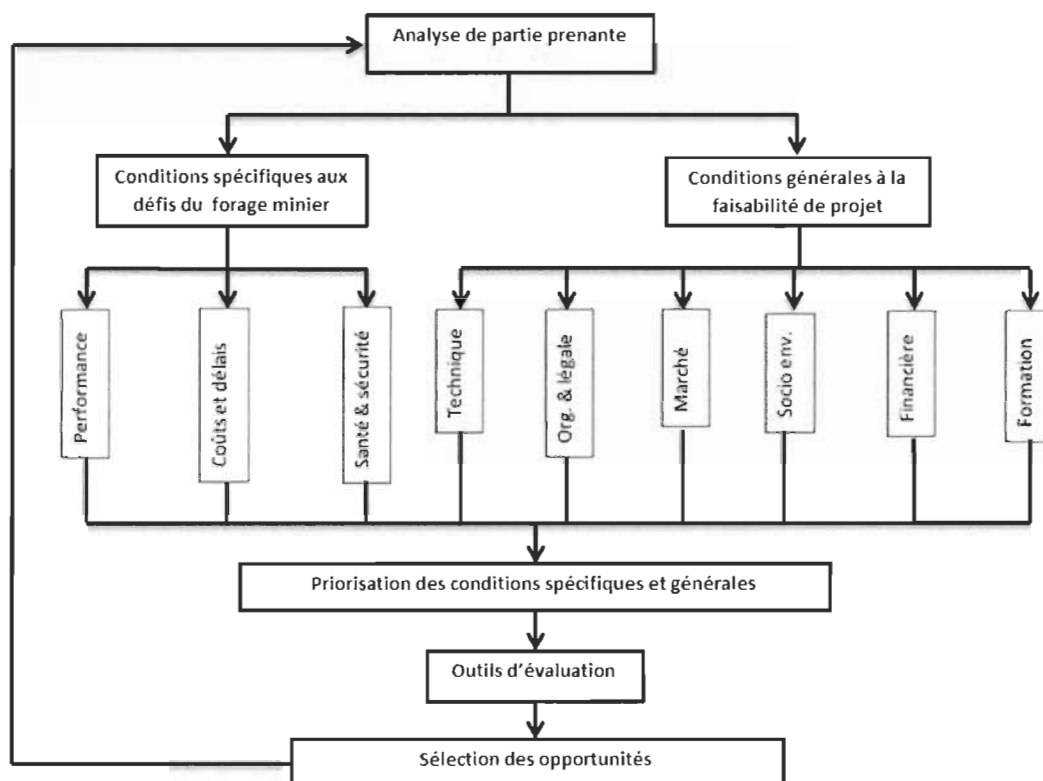 Analyse de partie prenante
Conditions spécifiques aux
défis du forage minier
Conditions générales à la
faisabilité de projet
Performance
Coûts et délais
Santé & sécurité
Technique
Org. & légale
Marché
Socio env.
Financière
Formation
Priorisation des conditions spécifiques et générales
Outils d'évaluation
Sélection des opportunités